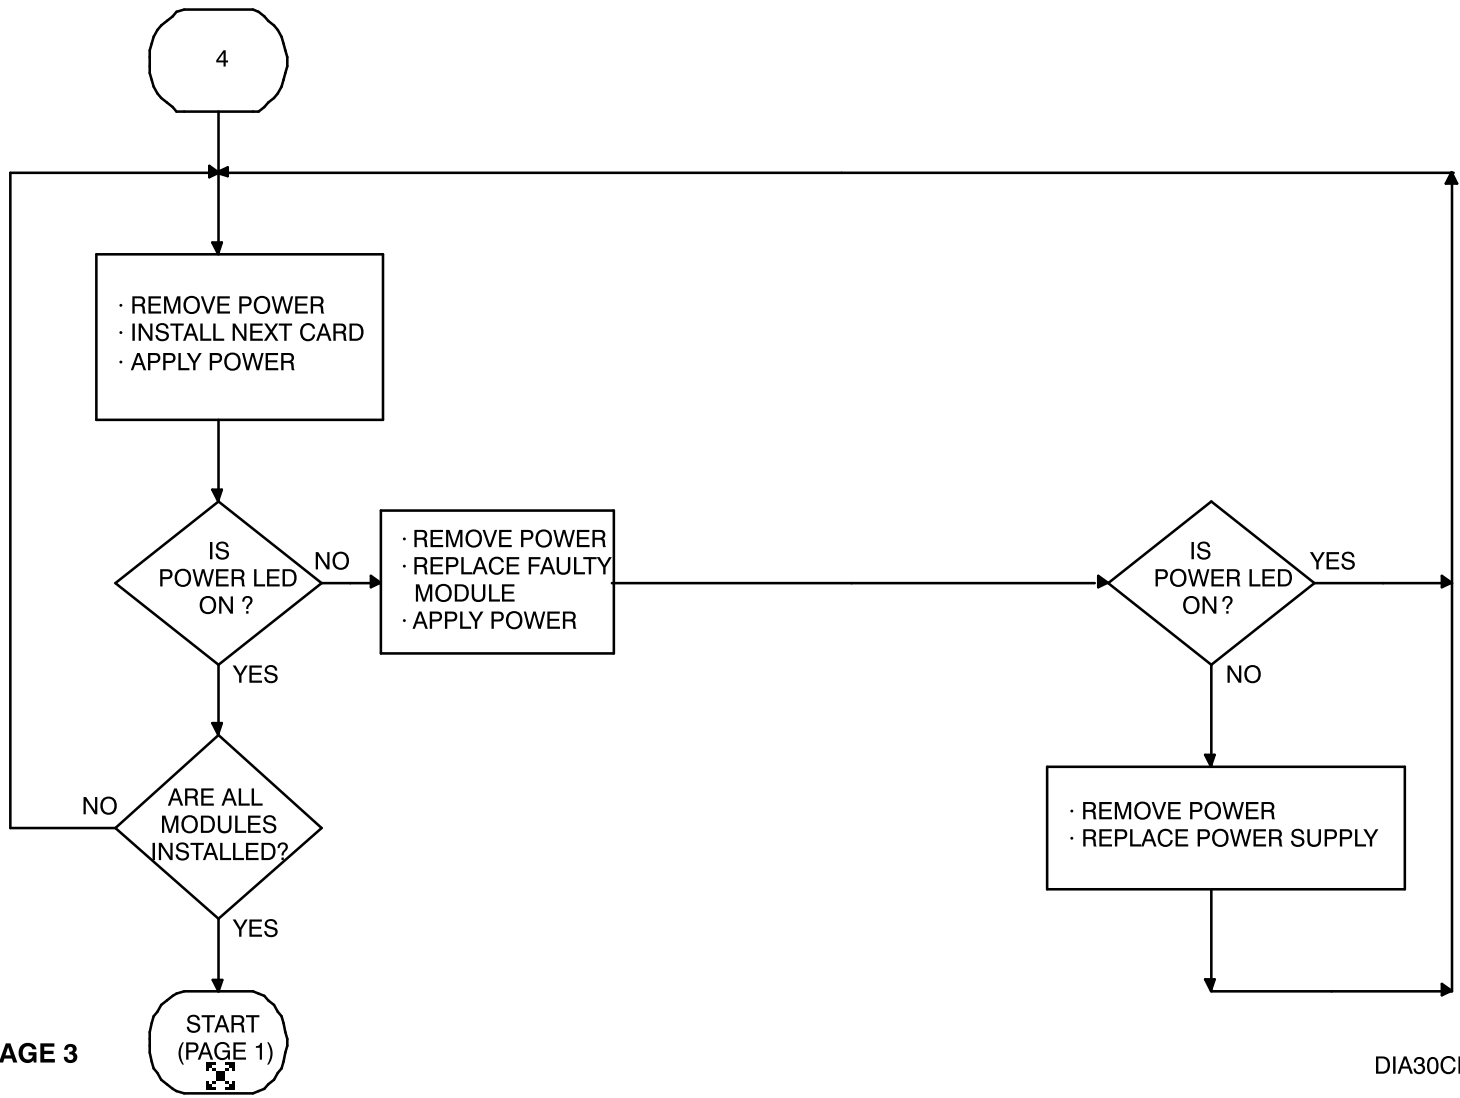 4
· REMOVE POWER
· INSTALL NEXT CARD
· APPLY POWER
IS
POWER LED
ON ?
NO
YES
· REMOVE POWER
· REPLACE FAULTY
MODULE
· APPLY POWER
IS
POWER LED
ON ?
YES
NO
ARE ALL
MODULES
INSTALLED?
NO
YES
· REMOVE POWER
· REPLACE POWER SUPPLY
START
(PAGE 1)
AGE 3
DIA30C